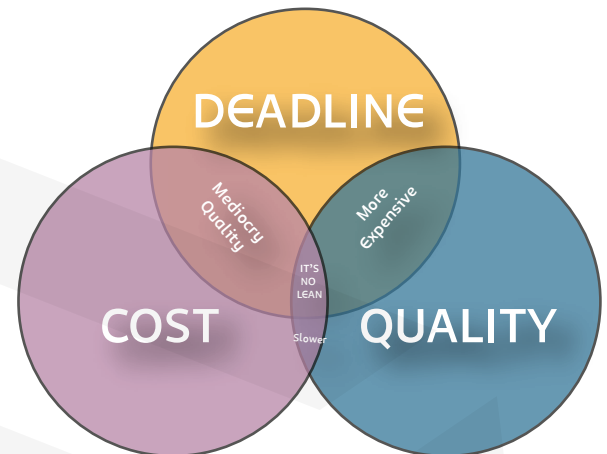 DEADLINE
Mediocry
Quality
More
Expensive
IT'S
NO
LEAN
COST
QUALITY
Slower